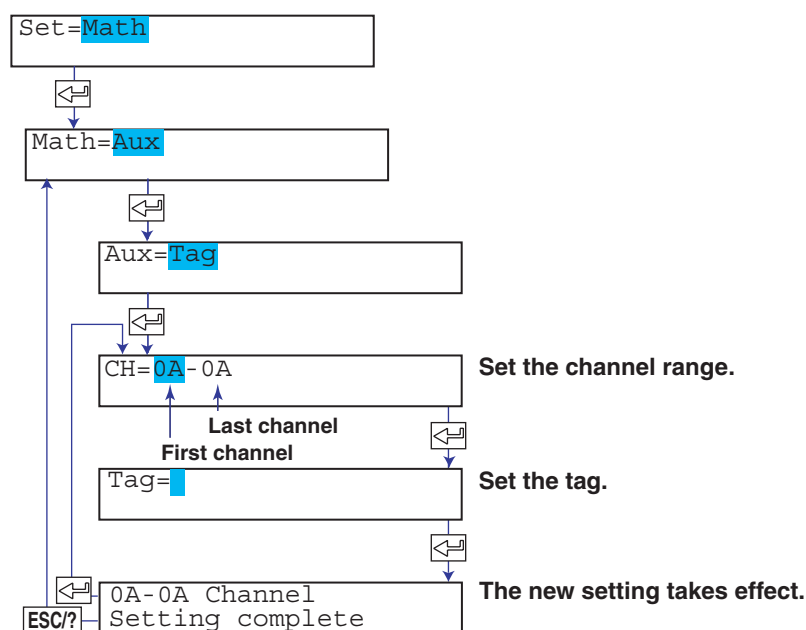 Set=Math
Math=Aux
Aux=Tag
CH=0A-0A
Set the channel range.
Last channel
First channel
Tag=
Set the tag.
0A-0A Channel
The new setting takes effect.
ESC/?
Setting complete